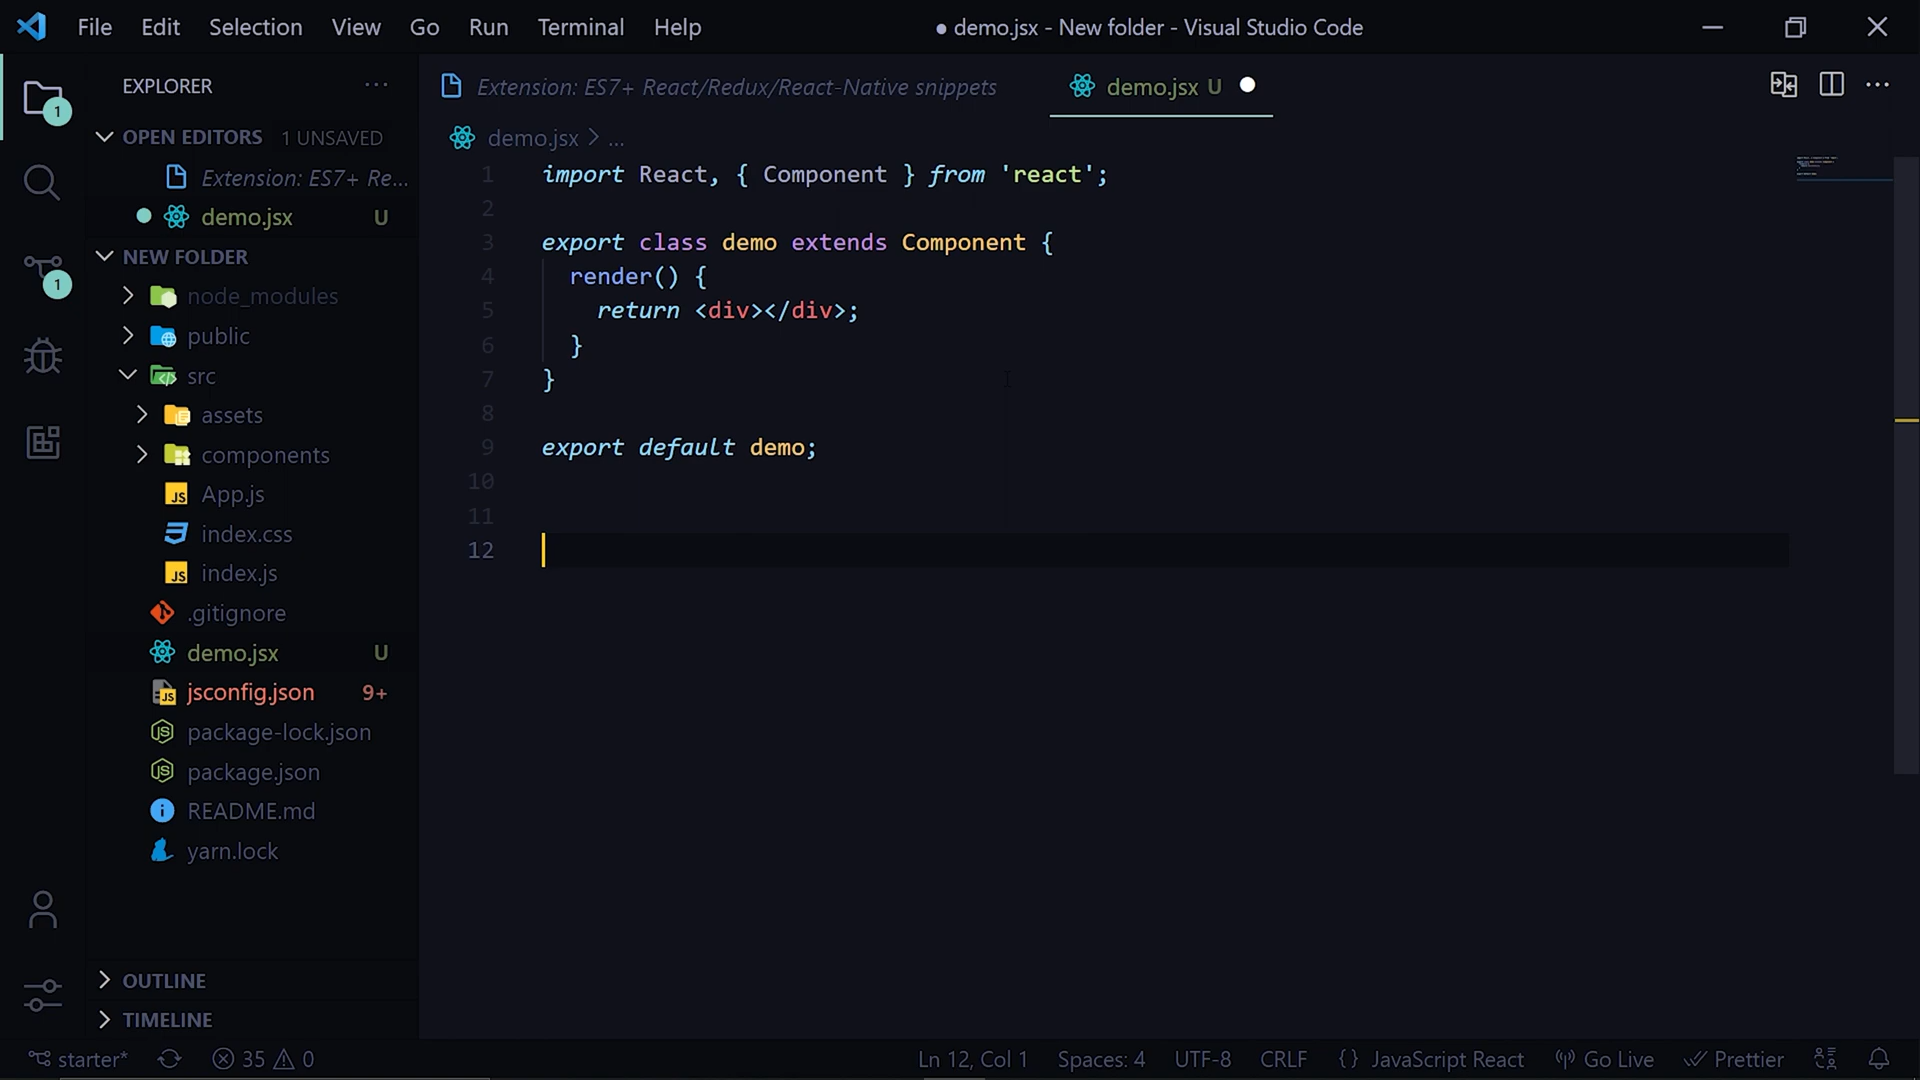 File Edit Selection View Go Run Terminal Help
● demo.jsx - New folder - Visual Studio Code
EXPLORER
OPEN EDITORS 1 UNSAVED
Extension: ES7+ Re...
demo.jsx U
NEW FOLDER
node_modules
public
src
assets
components
App.js
index.css
index.js
.gitignore
demo.jsx U
jsconfig.json 9+
package-lock.json
package.json
README.md
yarn.lock
OUTLINE
TIMELINE
1
1
Extension: ES7+ React/Redux/React-Native snippets
demo.jsx U
demo.jsx > ...
1 import React, { Component } from 'react';
2
3 export class demo extends Component {
4 render() {
5 return <div></div>;
6 }
7 }
8
9 export default demo;
10
11
12
starter* 35 0
Ln 12, Col 1 Spaces: 4 UTF-8 CRLF { } JavaScript React Go Live Prettier